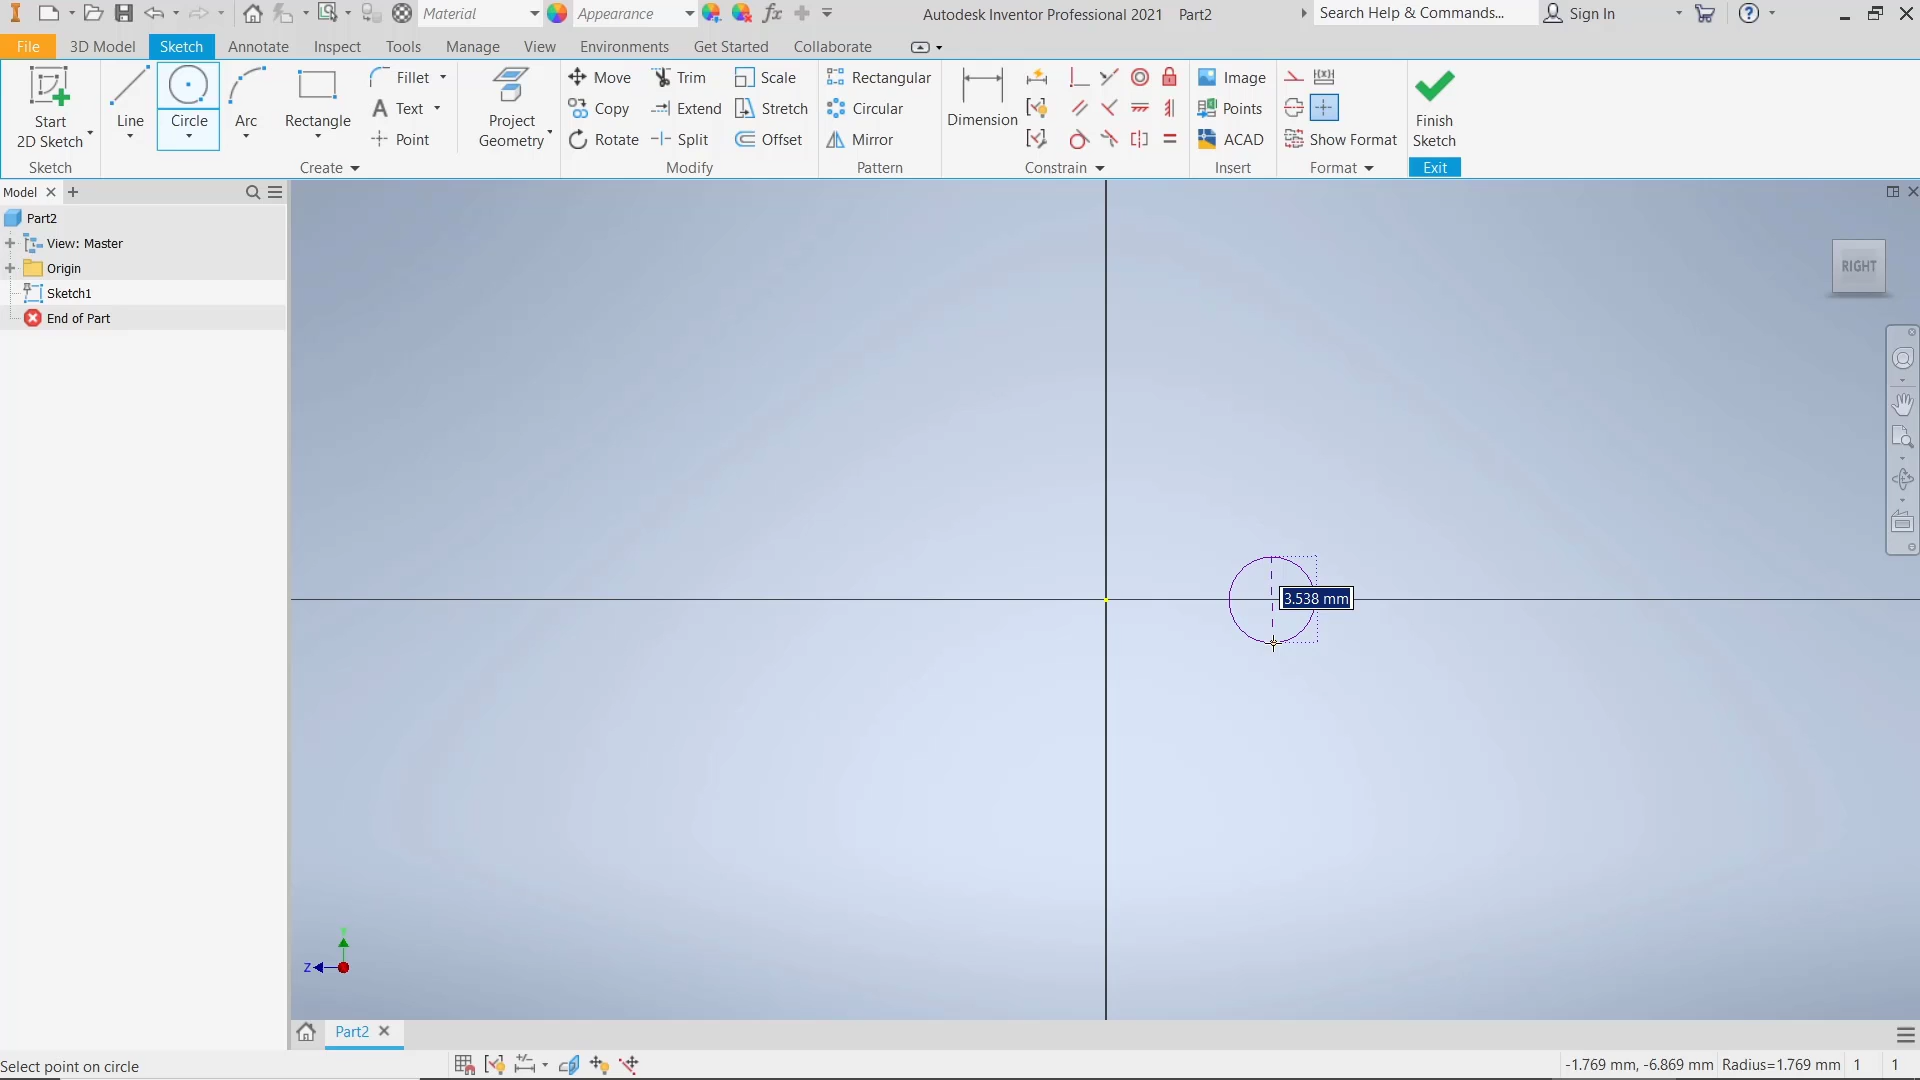 Material Appearance Autodesk Inventor Professional 2021 Part2 Search Help & Commands... Sign In
File 3D Model Sketch Annotate Inspect Tools Manage View Environments Get Started Collaborate
Start 2D Sketch
Line
Circle
Arc
Rectangle
Fillet
Text
Point
Project Geometry
Move
Copy
Rotate
Trim
Extend
Split
Scale
Stretch
Offset
Rectangular
Circular
Mirror
Dimension
Image
Points
ACAD
Show Format
Finish Sketch
Sketch Create Modify Pattern Constrain Insert Format Exit
Model
Part2
View: Master
Origin
Sketch1
End of Part
RIGHT
3.538 mm
Y
Z
Part2
Select point on circle
-1.769 mm, -6.869 mm Radius=1.769 mm 1 1